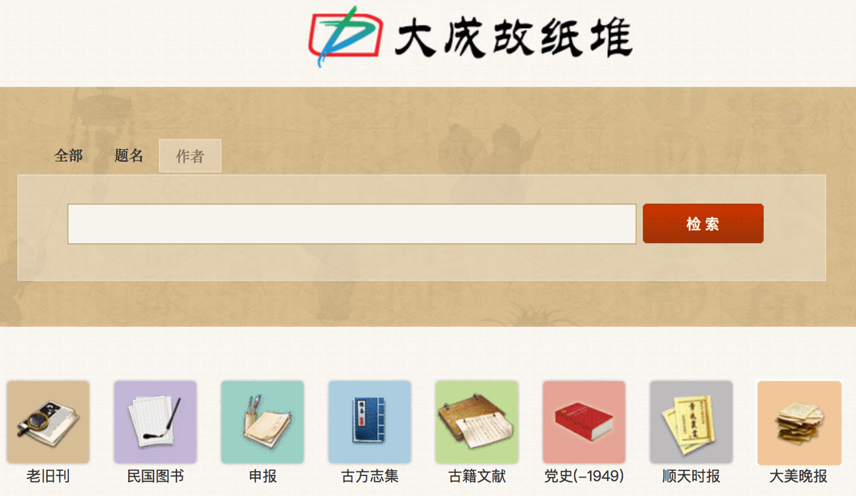 大成故纸堆
全部 题名 作者
检索
老旧刊 民国图书 申报 古方志集 古籍文献 党史(–1949) 顺天时报 大美晚报